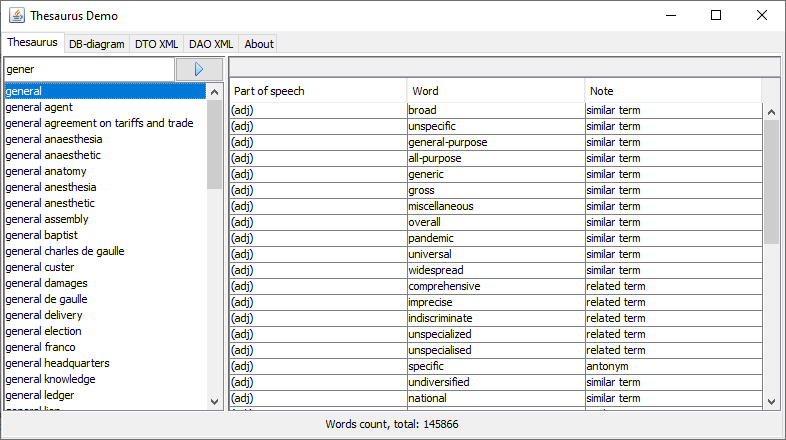 Thesaurus Demo
Thesaurus DB-diagram DTO XML DAO XML About
gener
general
general agent
general agreement on tariffs and trade
general anaesthesia
general anaesthetic
general anatomy
general anesthesia
general anesthetic
general assembly
general baptist
general charles de gaulle
general custer
general damages
general de gaulle
general delivery
general election
general franco
general headquarters
general knowledge
general ledger
Part of speech Word Note
(adj) broad similar term
(adj) unspecific similar term
(adj) general-purpose similar term
(adj) all-purpose similar term
(adj) generic similar term
(adj) gross similar term
(adj) miscellaneous similar term
(adj) overall similar term
(adj) pandemic similar term
(adj) universal similar term
(adj) widespread similar term
(adj) comprehensive related term
(adj) imprecise related term
(adj) indiscriminate related term
(adj) unspecialized related term
(adj) unspecialised related term
(adj) specific antonym
(adj) undiversified similar term
(adj) national similar term
Words count, total: 145866